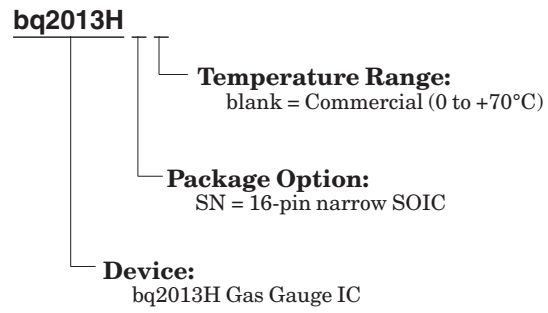 bq2013H
Temperature Range:
blank = Commercial (0 to +70°C)
Package Option:
SN = 16-pin narrow SOIC
Device:
bq2013H Gas Gauge IC